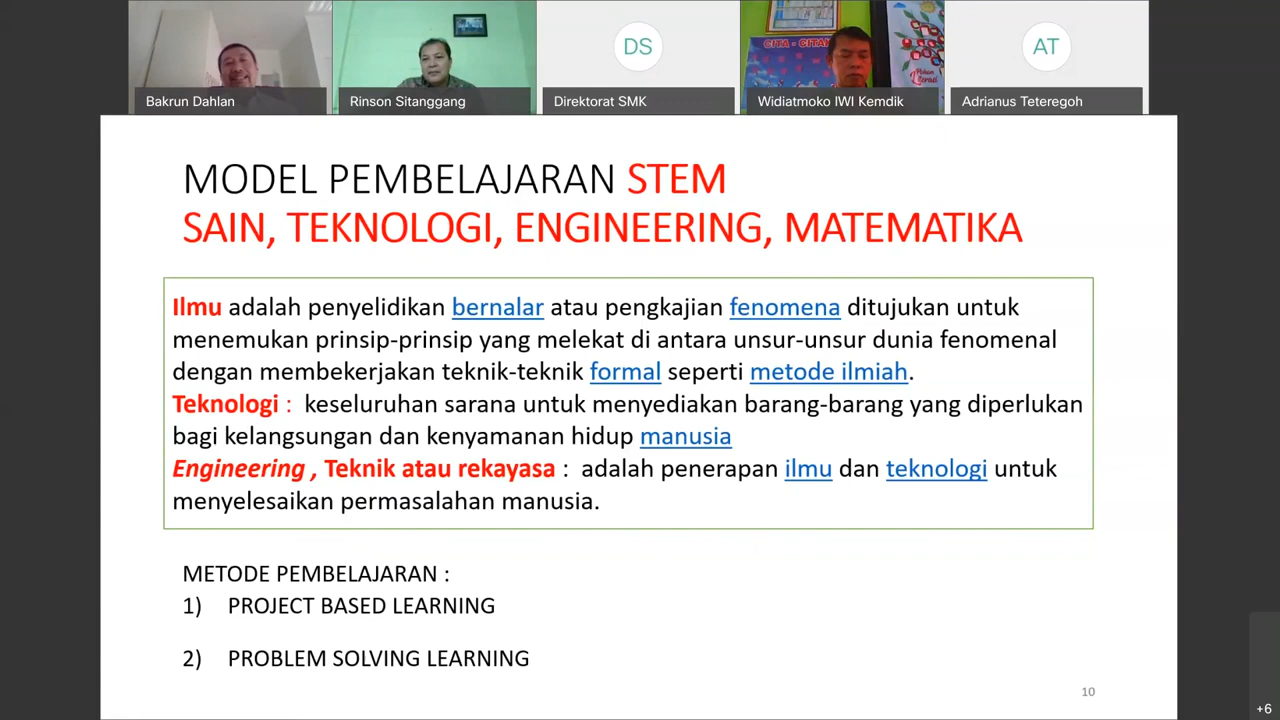 CITA - CITA
Pohon
Literasi
DS
AT
Bakrun Dahlan
Rinson Sitanggang
Direktorat SMK
Widiatmoko IWI Kemdik
Adrianus Teteregoh
MODEL PEMBELAJARAN STEM
SAIN, TEKNOLOGI, ENGINEERING, MATEMATIKA
Ilmu adalah penyelidikan bernalar atau pengkajian fenomena ditujukan untuk
menemukan prinsip-prinsip yang melekat di antara unsur-unsur dunia fenomenal
dengan membekerjakan teknik-teknik formal seperti metode ilmiah.
Teknologi : keseluruhan sarana untuk menyediakan barang-barang yang diperlukan
bagi kelangsungan dan kenyamanan hidup manusia
Engineering , Teknik atau rekayasa : adalah penerapan ilmu dan teknologi untuk
menyelesaikan permasalahan manusia.
METODE PEMBELAJARAN :
1) PROJECT BASED LEARNING
2) PROBLEM SOLVING LEARNING
10
+6